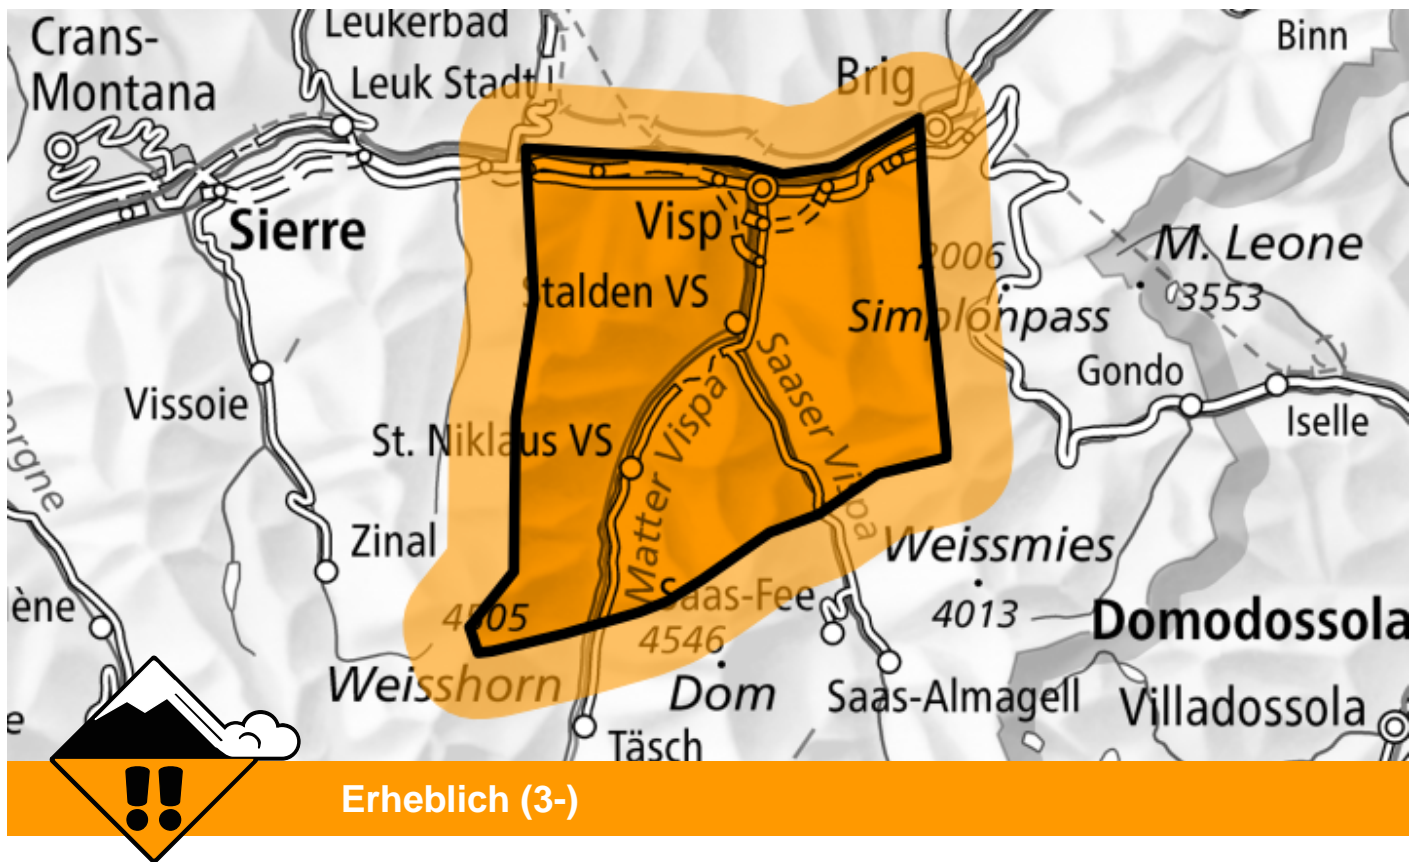 Crans-
Montana
Leukerbad
Leuk Stadt
Brig
Binn
Sierre
Visp
2006
M. Leone
3553
Stalden VS
Simplonpass
Gondo
Iselle
Vissoie
Saaser Vispa
St. Niklaus VS
Matter Vispa
Zinal
Weissmies
4013
4505
Saas-Fee
4546
Domodossola
Weisshorn
Dom
Saas-Almagell
Villadossola
Täsch
Erheblich (3-)